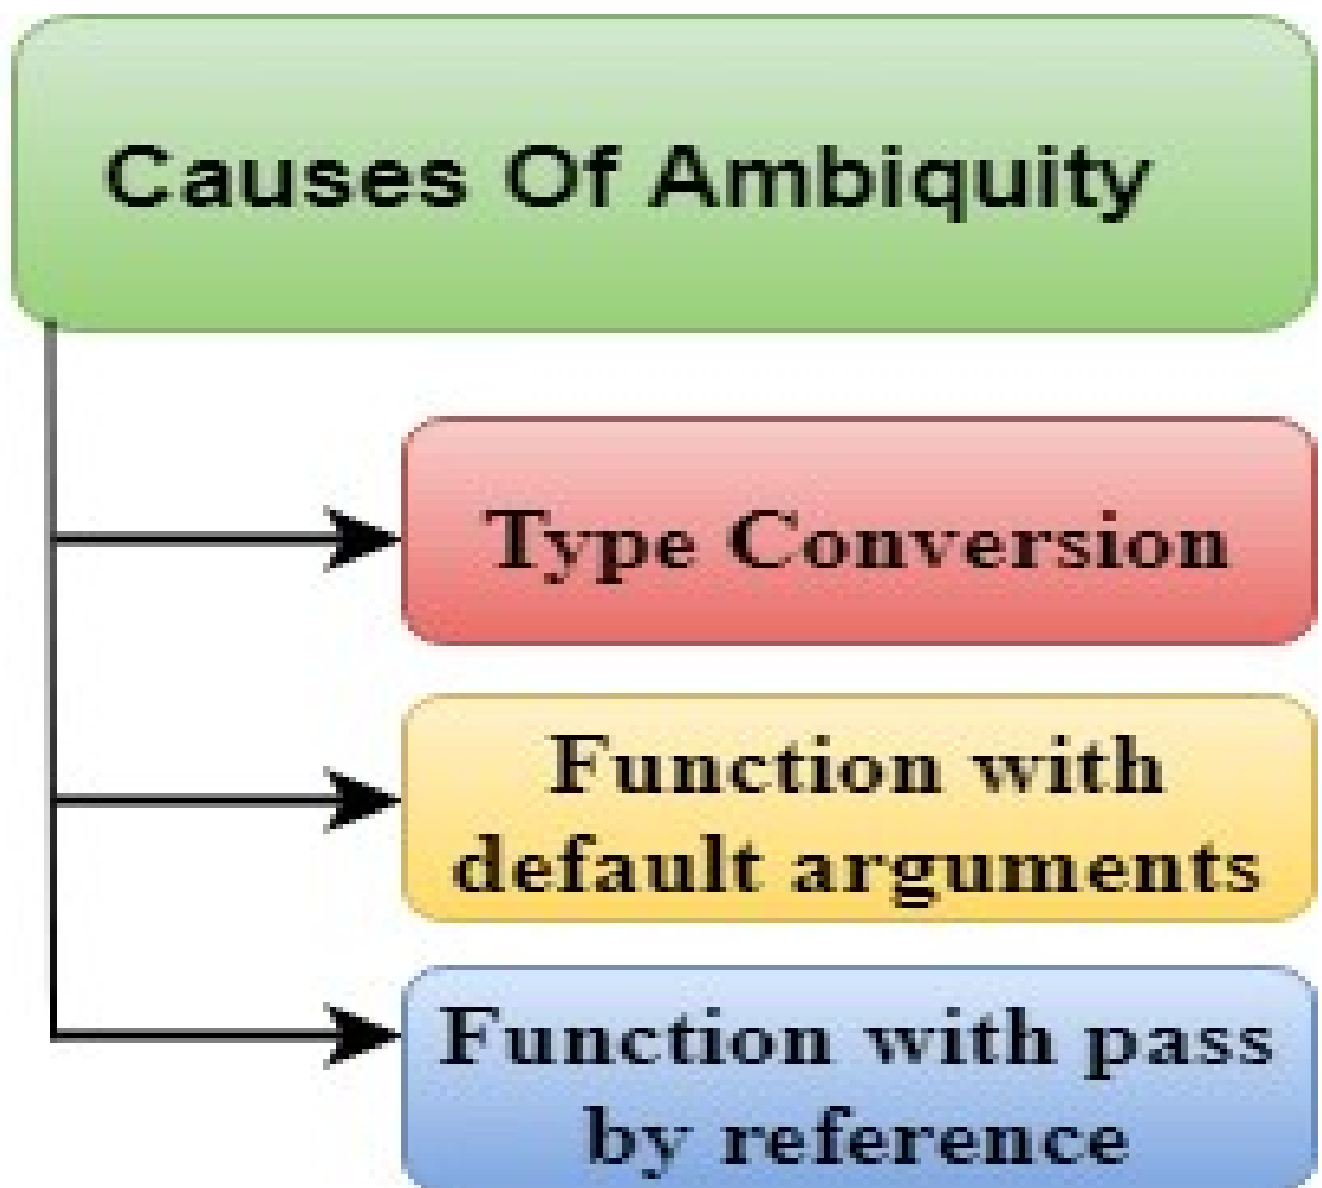 Causes Of Ambiquity
Type Conversion
Function with
default arguments
Function with pass
by reference